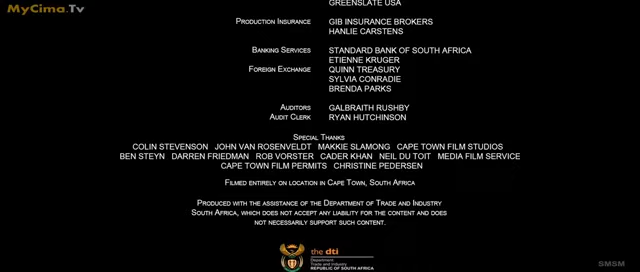 GREENSLATE USA
MyCima.Tv
PRODUCTION INSURANCE GIB INSURANCE BROKERS
HANLIE CARSTENS
BANKING SERVICES STANDARD BANK OF SOUTH AFRICA
ETIENNE KRUGER
FOREIGN EXCHANGE QUINN TREASURY
SYLVIA CONRADIE
BRENDA PARKS
AUDITORS GALBRAITH RUSHBY
AUDIT CLERK RYAN HUTCHINSON
SPECIAL THANKS
COLIN STEVENSON JOHN VAN ROSENVELDT MAKKIE SLAMONG CAPE TOWN FILM STUDIOS
BEN STEYN DARREN FRIEDMAN ROB VORSTER CADER KHAN NEIL DU TOIT MEDIA FILM SERVICE
CAPE TOWN FILM PERMITS CHRISTINE PEDERSEN
FILMED ENTIRELY ON LOCATION IN CAPE TOWN, SOUTH AFRICA
PRODUCED WITH THE ASSISTANCE OF THE DEPARTMENT OF TRADE AND INDUSTRY
SOUTH AFRICA, WHICH DOES NOT ACCEPT ANY LIABILITY FOR THE CONTENT AND DOES
NOT NECESSARILY SUPPORT SUCH CONTENT.
the dti
Department
Trade and Industry
REPUBLIC OF SOUTH AFRICA
SMSM